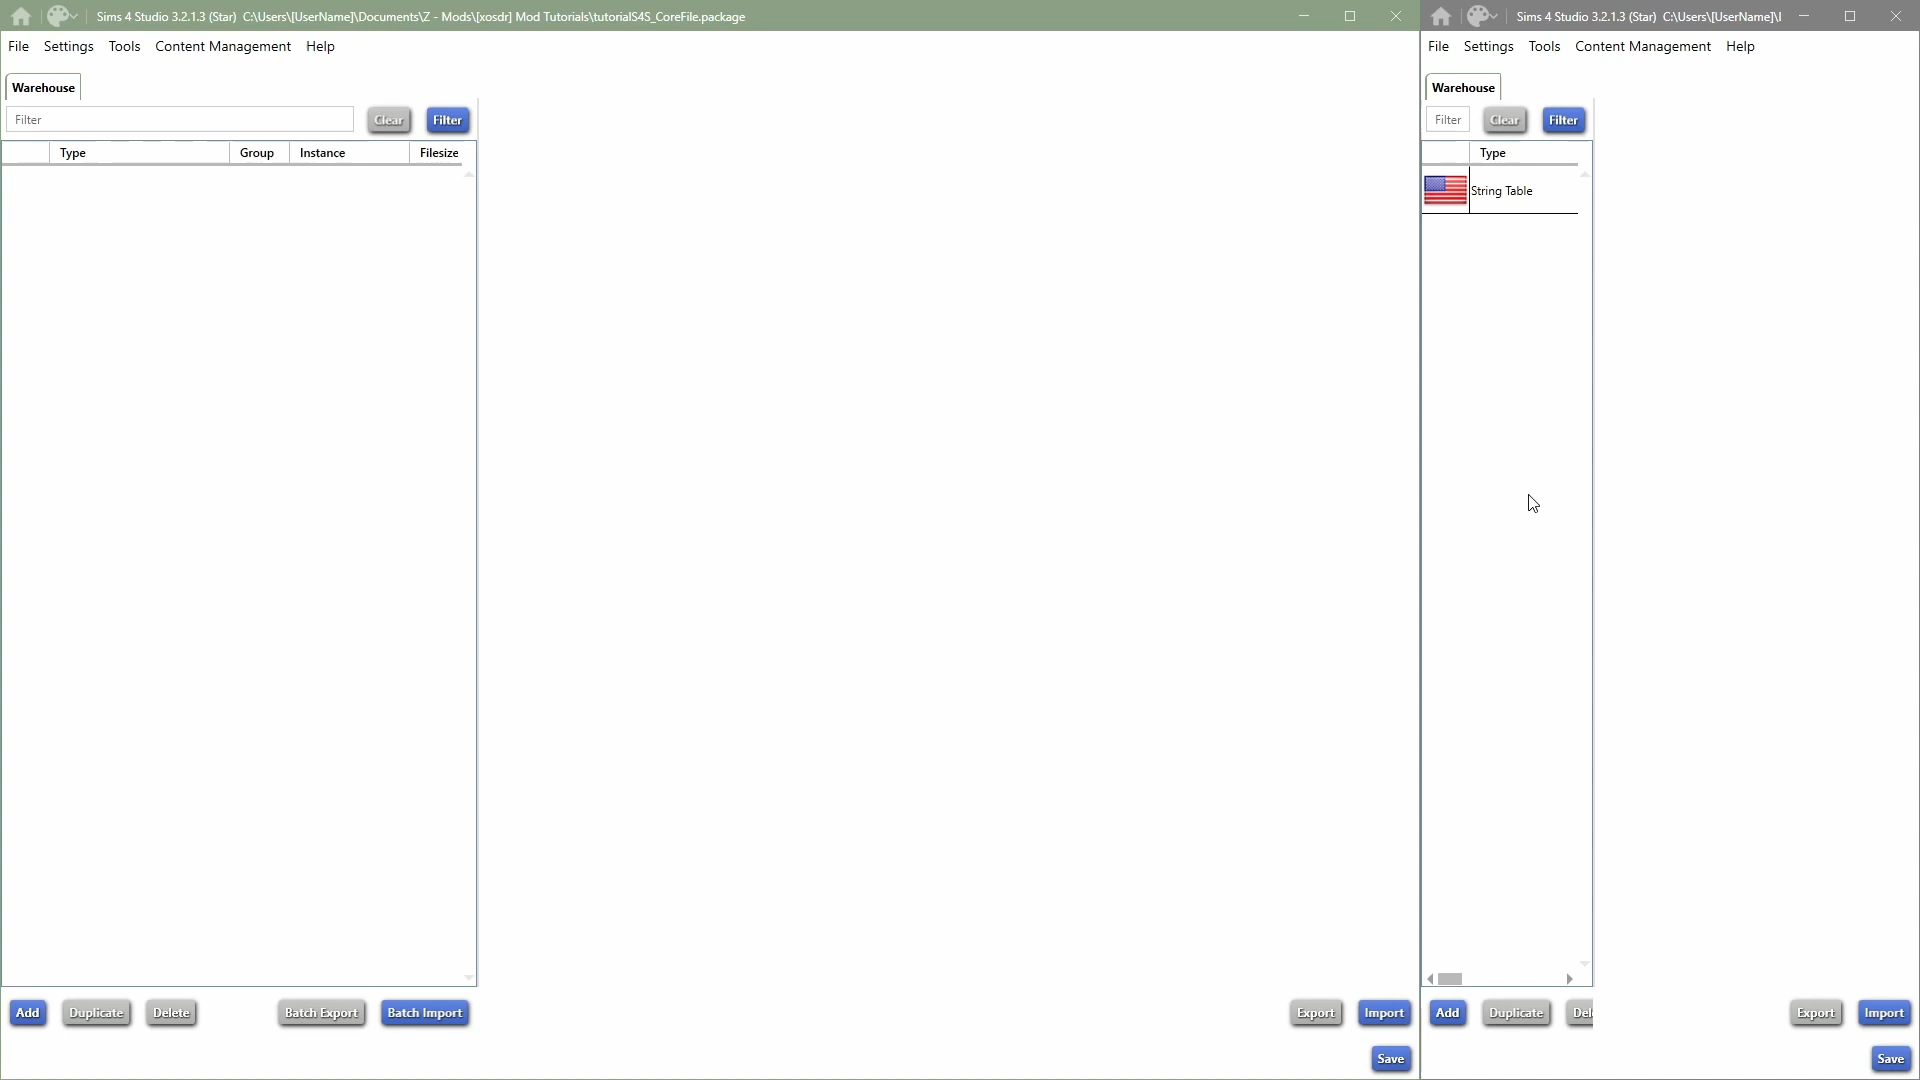 Sims 4 Studio 3.2.1.3 (Star) C:\Users\[UserName]\Documents\Z - Mods\[xosdr] Mod Tutorials\tutorialS4S_CoreFile.package
File Settings Tools Content Management Help
Warehouse
Filter Clear Filter
Type Group Instance Filesize
Add Duplicate Delete Batch Export Batch Import Export Import
Save
Sims 4 Studio 3.2.1.3 (Star) C:\Users\[UserName]\
File Settings Tools Content Management Help
Warehouse
Filter Clear Filter
Type
String Table
Add Duplicate Del Export Import
Save